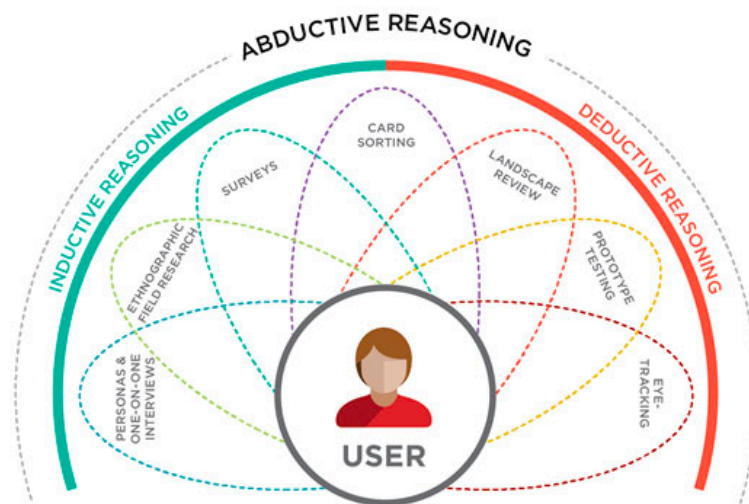 ABDUCTIVE REASONING
INDUCTIVE REASONING
DEDUCTIVE REASONING
CARD
SORTING
SURVEYS
LANDSCAPE
REVIEW
ETHNOGRAPHIC
FIELD RESEARCH
PROTOTYPE
TESTING
PERSONAS &
ONE-ON-ONE
INTERVIEWS
EYE-
TRACKING
USER